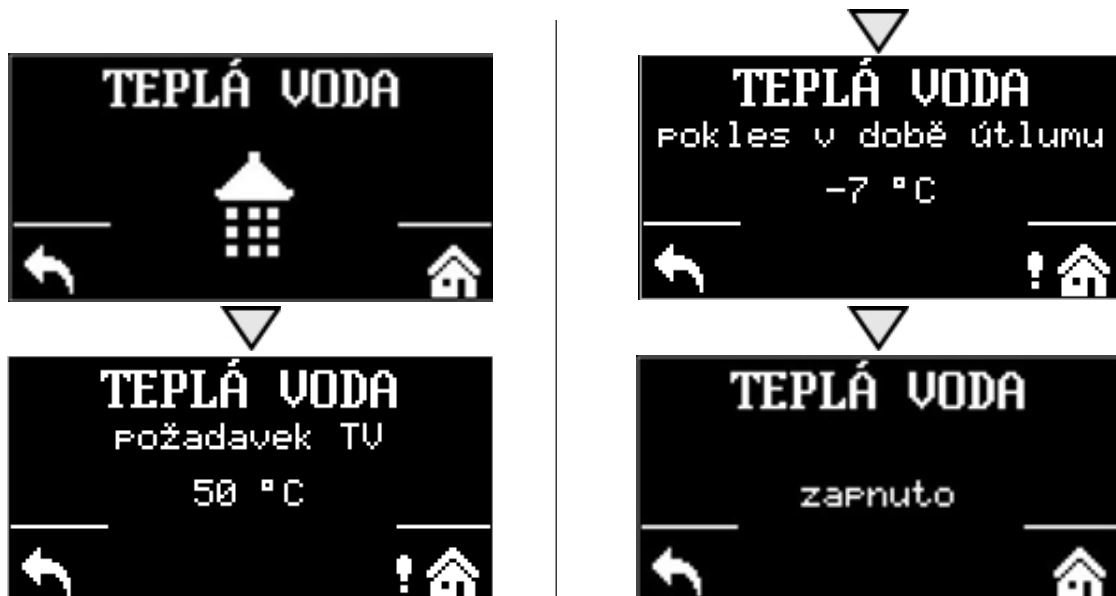 TEPLÁ VODA
TEPLÁ VODA
požadavek TV
50 °C
TEPLÁ VODA
pokles v době útlumu
-7 °C
TEPLÁ VODA
zapnuto